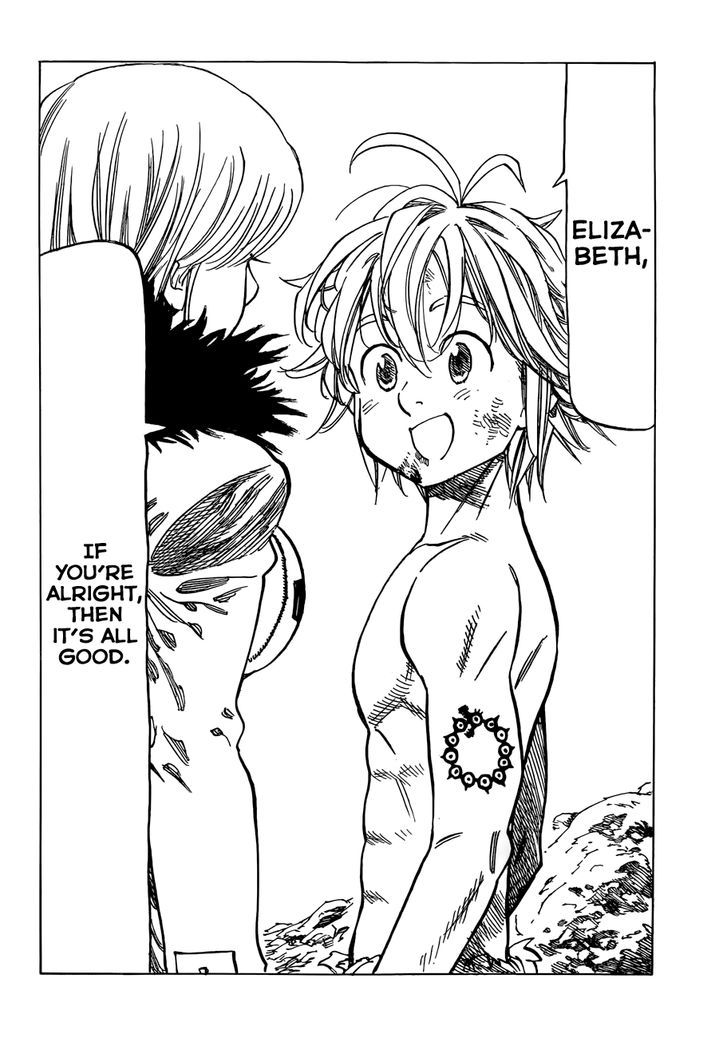 ELIZA-
BETH,
IF
YOU'RE
ALRIGHT,
THEN
IT'S ALL
GOOD.